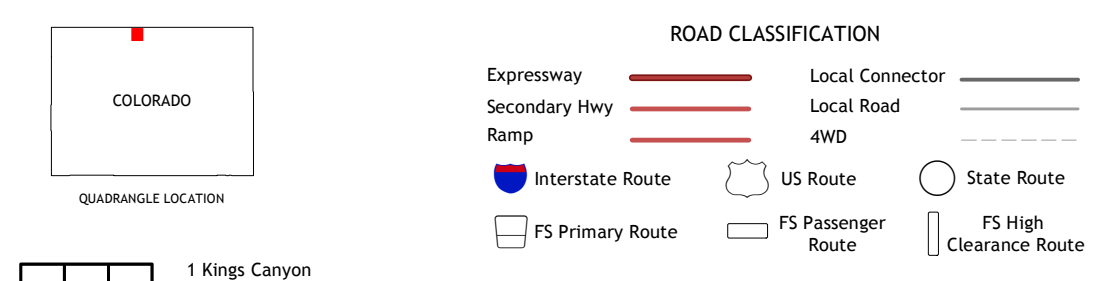 COLORADO
QUADRANGLE LOCATION
1 Kings Canyon
ROAD CLASSIFICATION
Expressway
Local Connector
Secondary Hwy
Local Road
Ramp
4WD
Interstate Route
US Route
State Route
FS Primary Route
FS Passenger
Route
FS High
Clearance Route